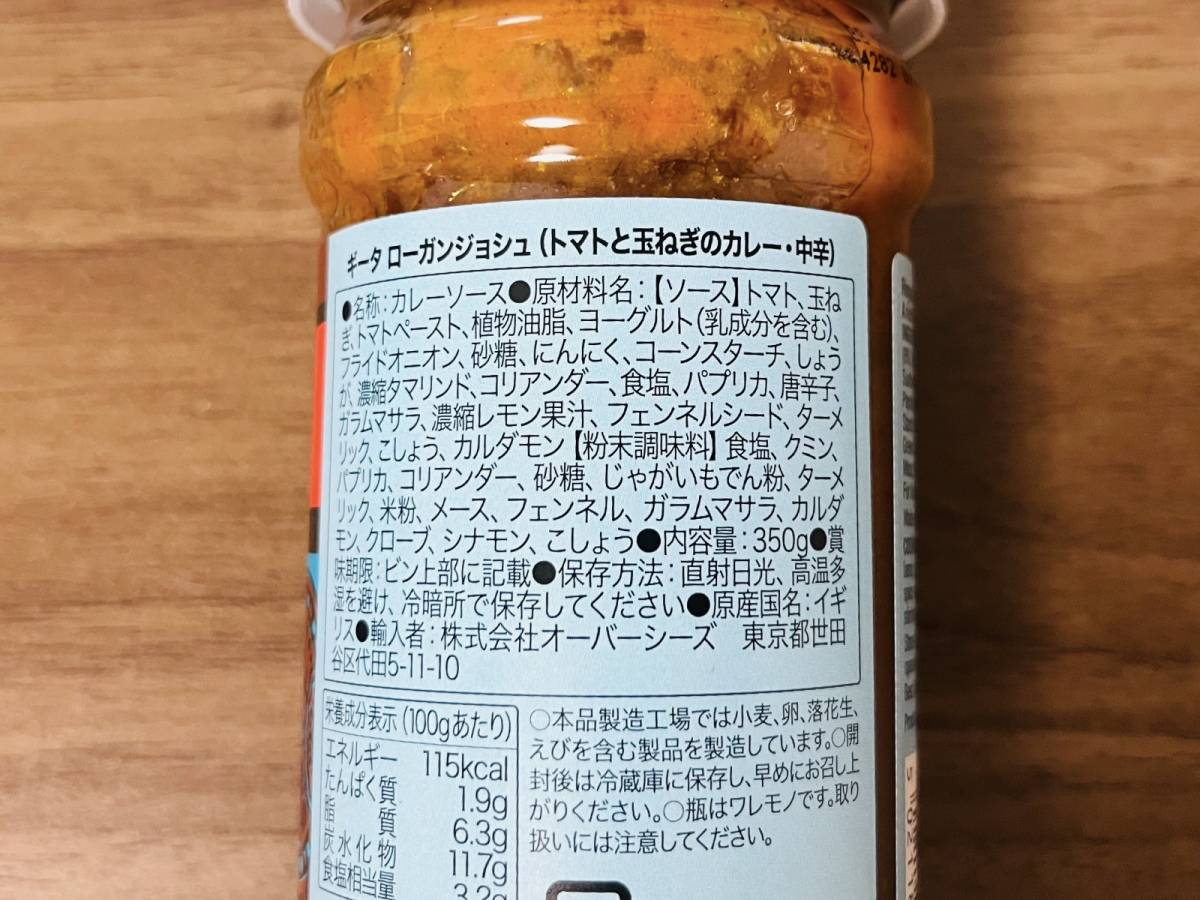 4282
ギータ ローガンジョシュ(トマトと玉ねぎのカレー・中辛)
●名称:カレーソース●原材料名:【ソース】トマト、玉ね
ぎ、トマトペースト、植物油脂、ヨーグルト(乳成分を含む)、
フライドオニオン、砂糖、にんにく、コーンスターチ、しょう
が、濃縮タマリンド、コリアンダー、食塩、パプリカ、唐辛子、
ガラムマサラ、濃縮レモン果汁、フェンネルシード、ターメ
リック、こしょう、カルダモン【粉末調味料】食塩、クミン、
パプリカ、コリアンダー、砂糖、じゃがいもでん粉、ターメ
リック、米粉、メース、フェンネル、ガラムマサラ、カルダ
モン、クローブ、シナモン、こしょう●内容量:350g●賞
味期限:ビン上部に記載●保存方法:直射日光、高温多
湿を避け、冷暗所で保存してください●原産国名:イギ
リス●輸入者:株式会社オーバーシーズ 東京都世田
谷区代田5-11-10
栄養成分表示(100gあたり)
エネルギー 115kcal
たんぱく質 1.9g
脂質 6.3g
炭水化物 11.7g
食塩相当量 3.2g
○本品製造工場では小麦、卵、落花生、
えびを含む製品を製造しています。○開
封後は冷蔵庫に保存し、早めにお召し上
がりください。○瓶はワレモノです。取り
扱いには注意してください。